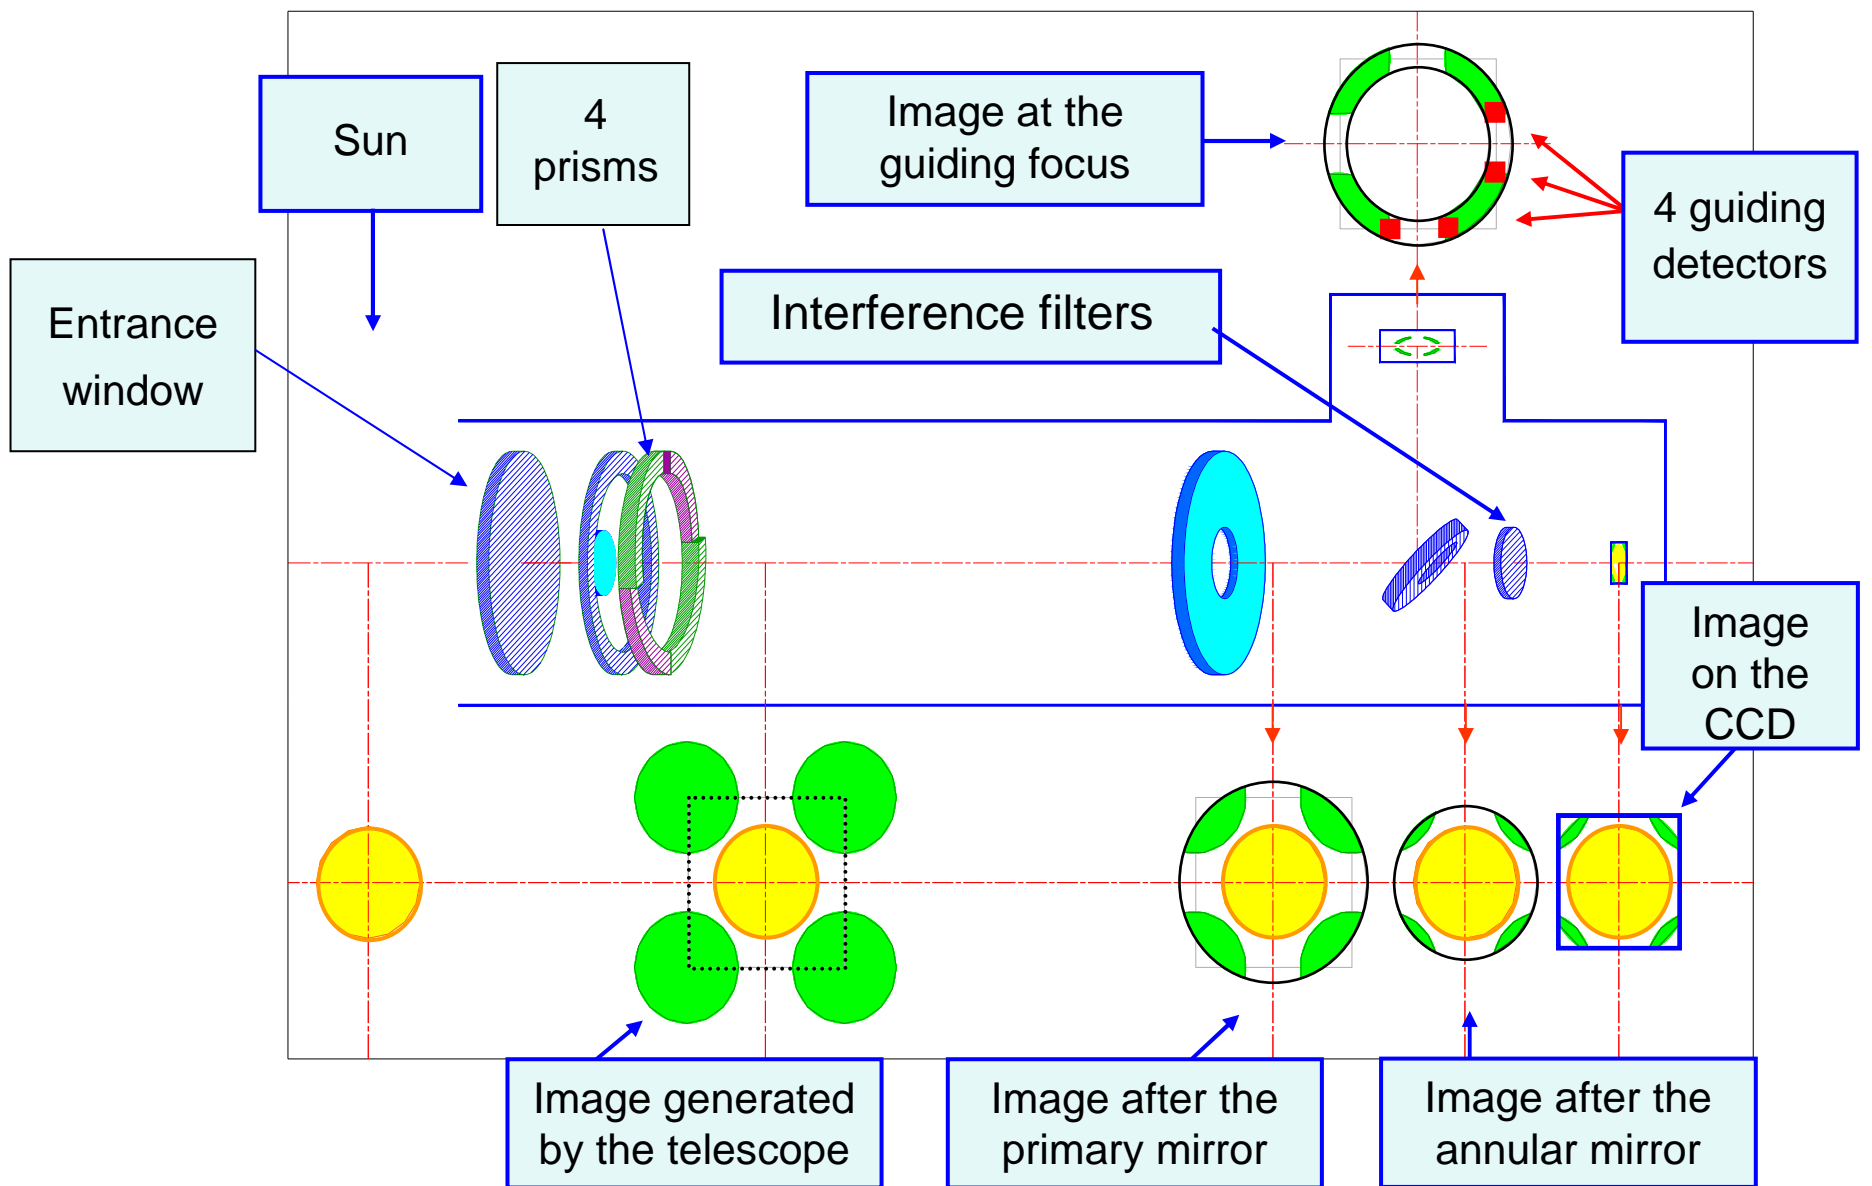 Sun
4
prisms
Image at the
guiding focus
4 guiding
detectors
Entrance
window
Interference filters
Image
on the
CCD
Image generated
by the telescope
Image after the
primary mirror
Image after the
annular mirror